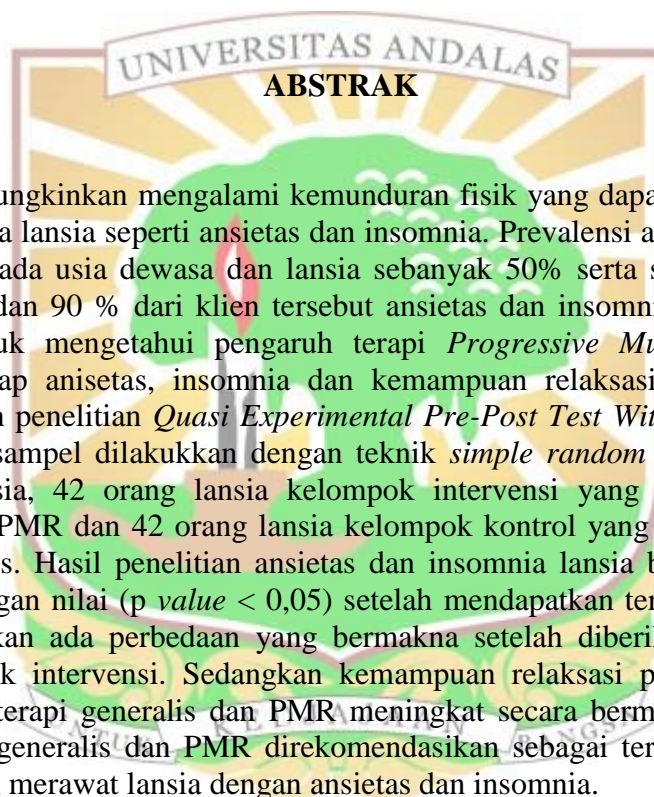 UNIVERSITAS ANDALAS
ABSTRAK
ungkinkan mengalami kemunduran fisik yang dapa
a lansia seperti ansietas dan insomnia. Prevalensi a
ada usia dewasa dan lansia sebanyak 50% serta s
dan 90 % dari klien tersebut ansietas dan insomni
uk mengetahui pengaruh terapi Progressive Mu
ap anisetas, insomnia dan kemampuan relaksasi
n penelitian Quasi Experimental Pre-Post Test Wit
sampel dilakukkan dengan teknik simple random
sia, 42 orang lansia kelompok intervensi yang
PMR dan 42 orang lansia kelompok kontrol yang
s. Hasil penelitian ansietas dan insomnia lansia b
gan nilai (p value < 0,05) setelah mendapatkan ter
kan ada perbedaan yang bermakna setelah diberil
k intervensi. Sedangkan kemampuan relaksasi p
terapi generalis dan PMR meningkat secara berm
generalis dan PMR direkomendasikan sebagai ter
merawat lansia dengan ansietas dan insomnia.